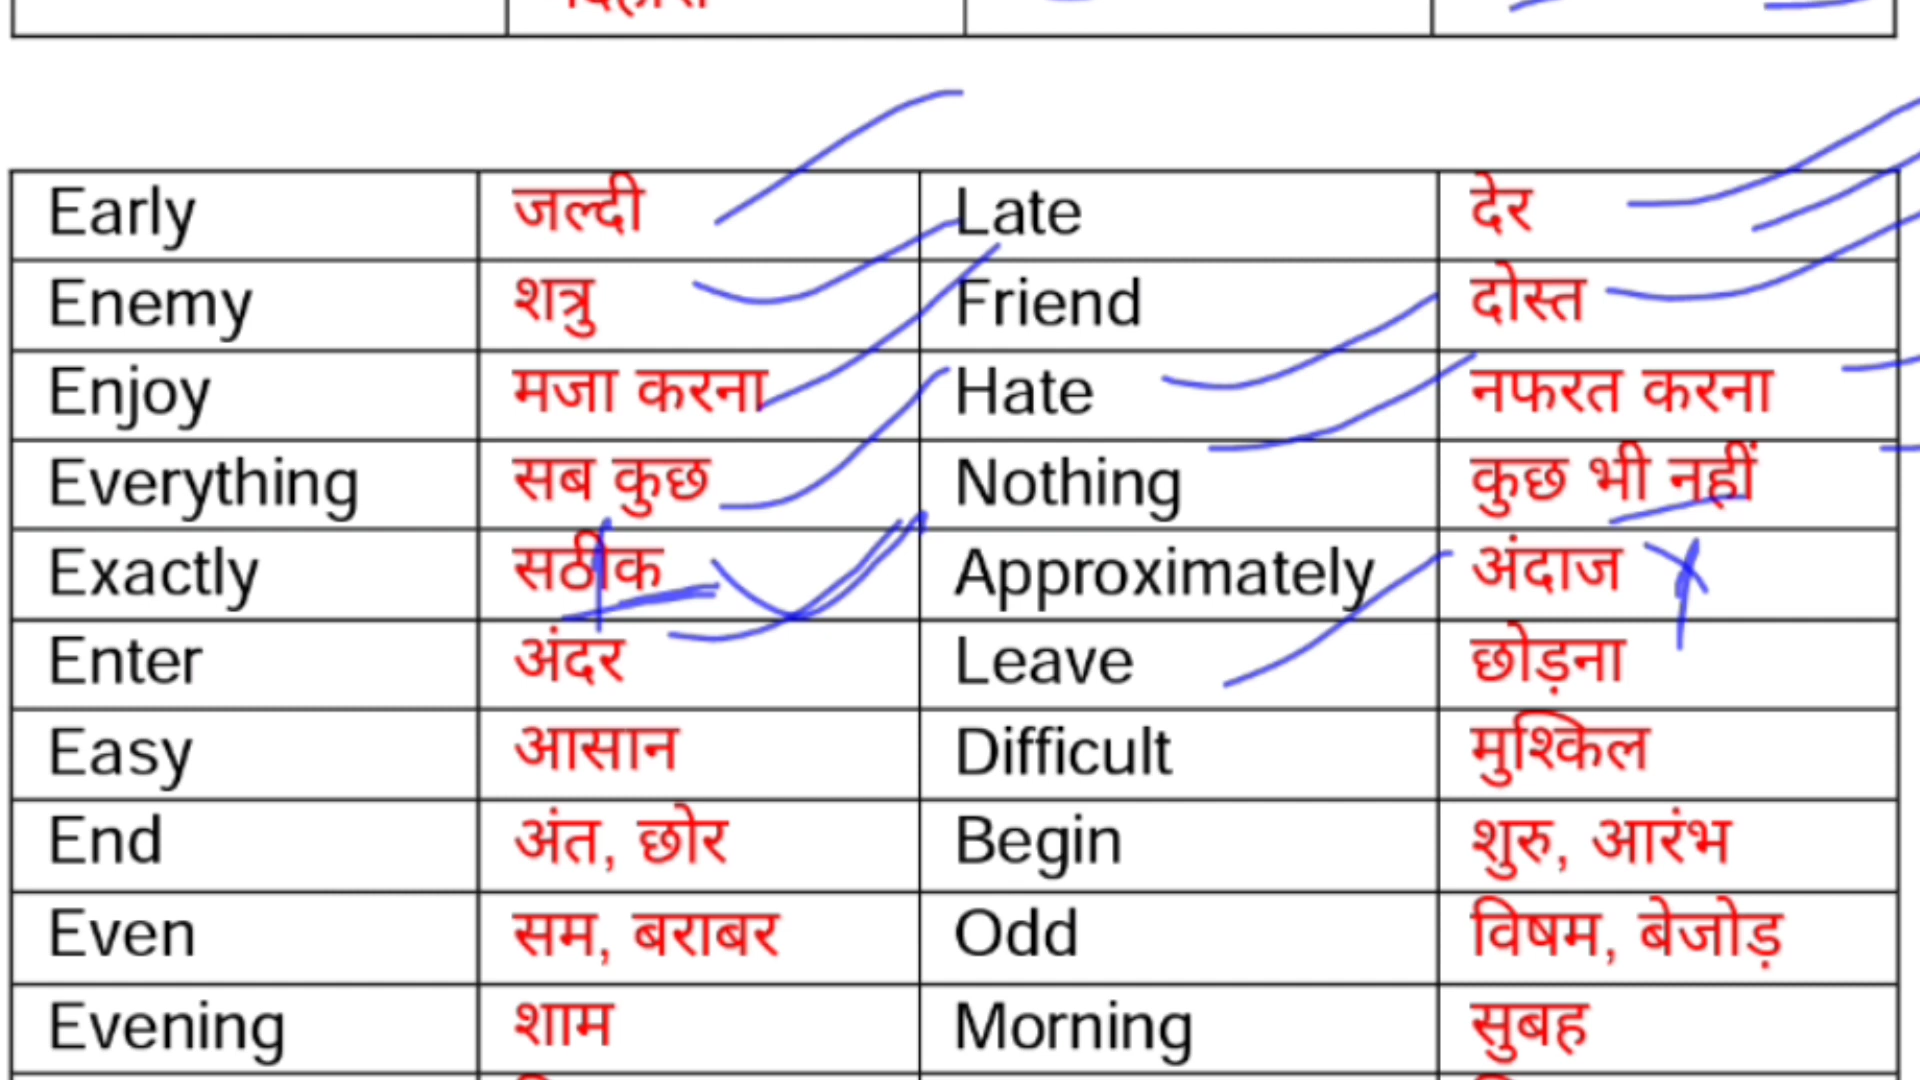 Early जल्दी Late देर
Enemy शत्रु Friend दोस्त
Enjoy मजा करना Hate नफरत करना
Everything सब कुछ Nothing कुछ भी नहीं
Exactly सठीक Approximately अंदाज
Enter अंदर Leave छोड़ना
Easy आसान Difficult मुश्किल
End अंत, छोर Begin शुरु, आरंभ
Even सम, बराबर Odd विषम, बेजोड़
Evening शाम Morning सुबह